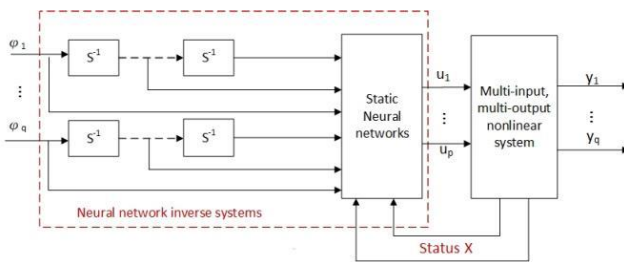 φ 1
S⁻¹
S⁻¹
⋮
φ q
S⁻¹
S⁻¹
Static
Neural
networks
u₁
⋮
uₚ
Multi-input,
multi-output
nonlinear
system
y₁
⋮
y_q
Neural network inverse systems
Status X